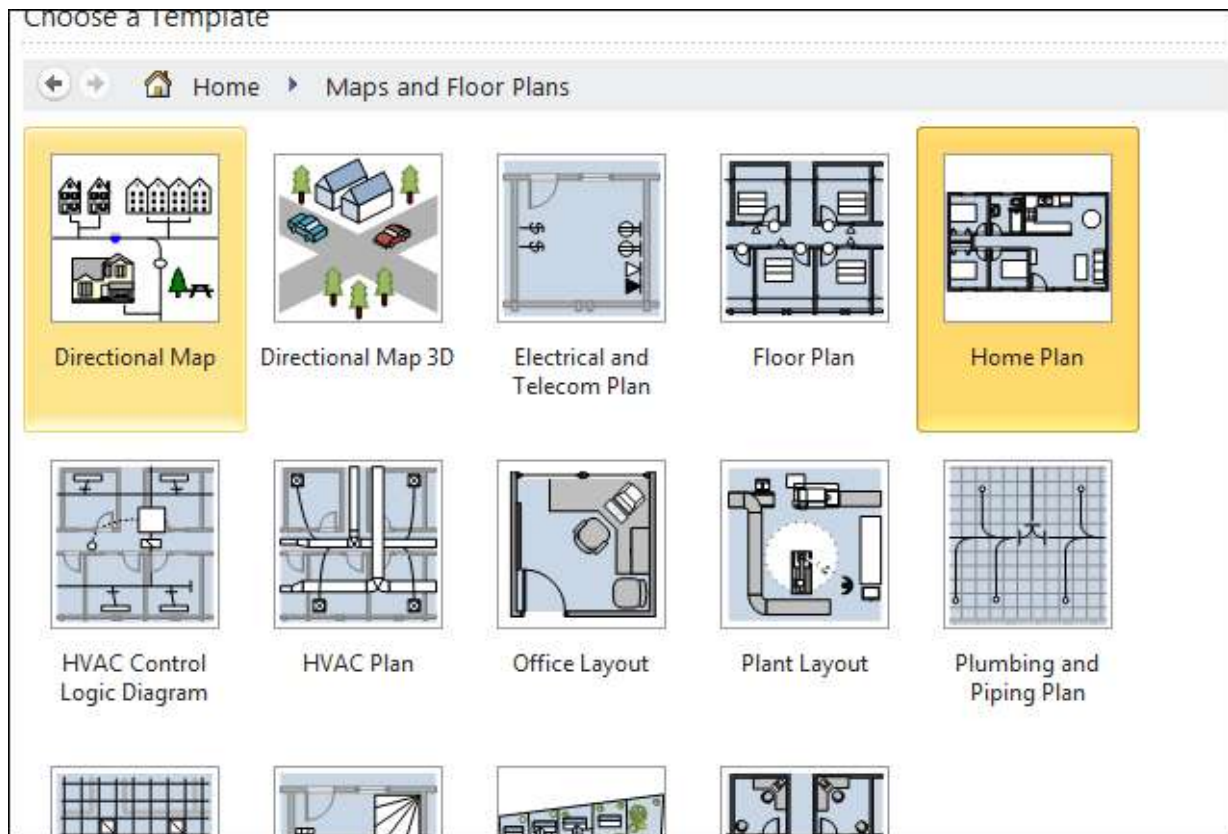 Choose a Template
Home Maps and Floor Plans
Directional Map
Directional Map 3D
Electrical and
Telecom Plan
Floor Plan
Home Plan
HVAC Control
Logic Diagram
HVAC Plan
Office Layout
Plant Layout
Plumbing and
Piping Plan